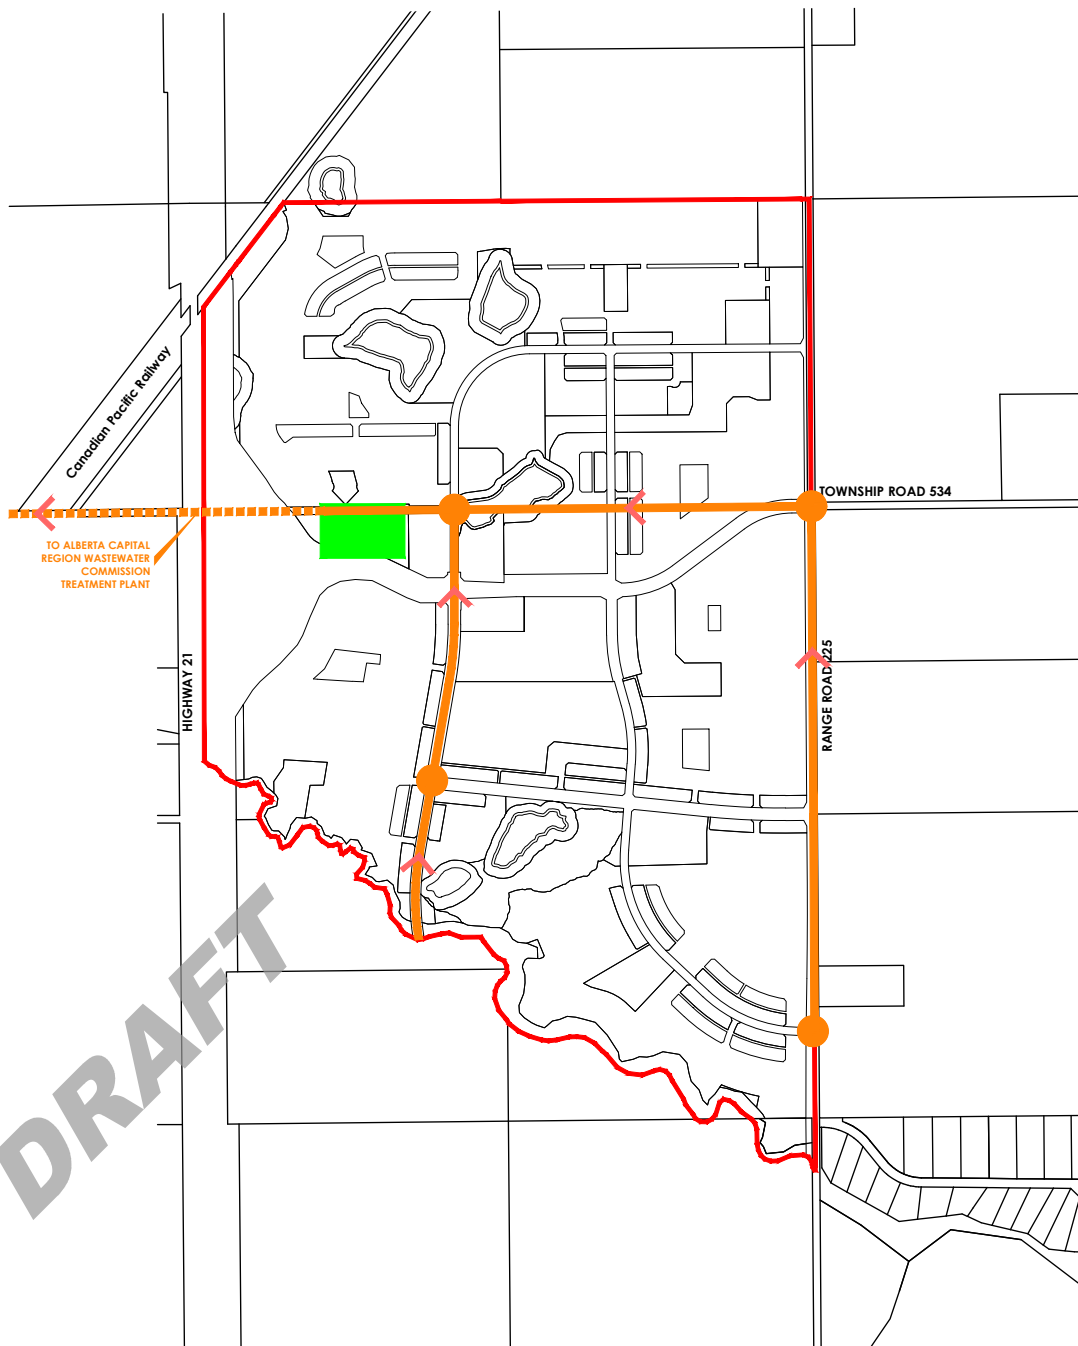 Canadian Pacific Railway
TOWNSHIP ROAD 534
TO ALBERTA CAPITAL
REGION WASTEWATER
COMMISSION
TREATMENT PLANT
HIGHWAY 21
RANGE ROAD 225
DRAFT